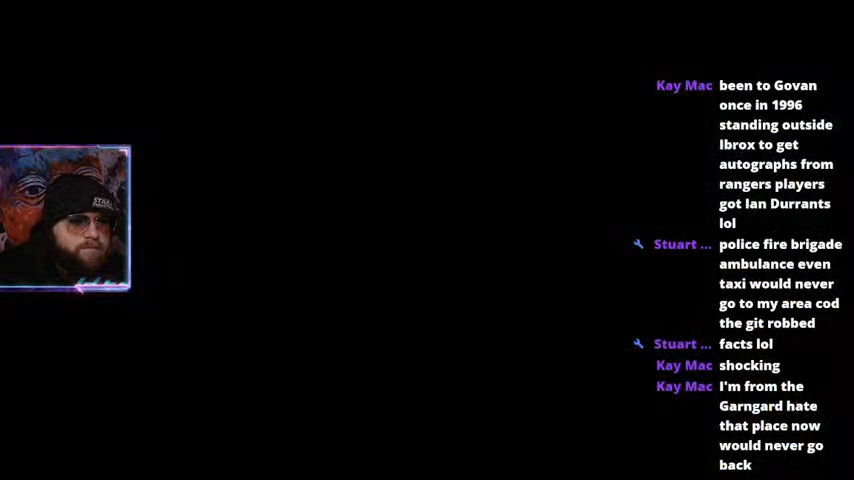 Kay Mac been to Govan
once in 1996
standing outside
Ibrox to get
autographs from
rangers players
got Ian Durrants
lol
Stuart ... police fire brigade
ambulance even
taxi would never
go to my area cod
the git robbed
Stuart ... facts lol
Kay Mac shocking
Kay Mac I'm from the
Garngard hate
that place now
would never go
back